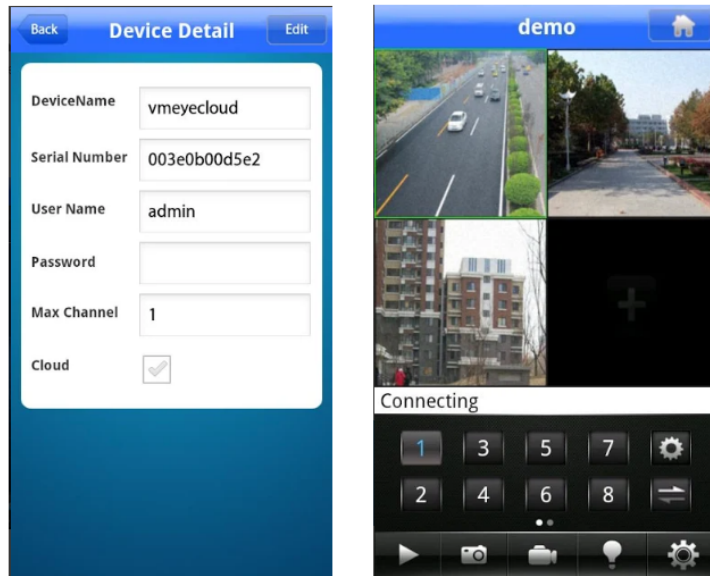 Back Device Detail Edit
DeviceName vmeyecloud
Serial Number 003e0b00d5e2
User Name admin
Password
Max Channel 1
Cloud
demo
Connecting
1 3 5 7
2 4 6 8